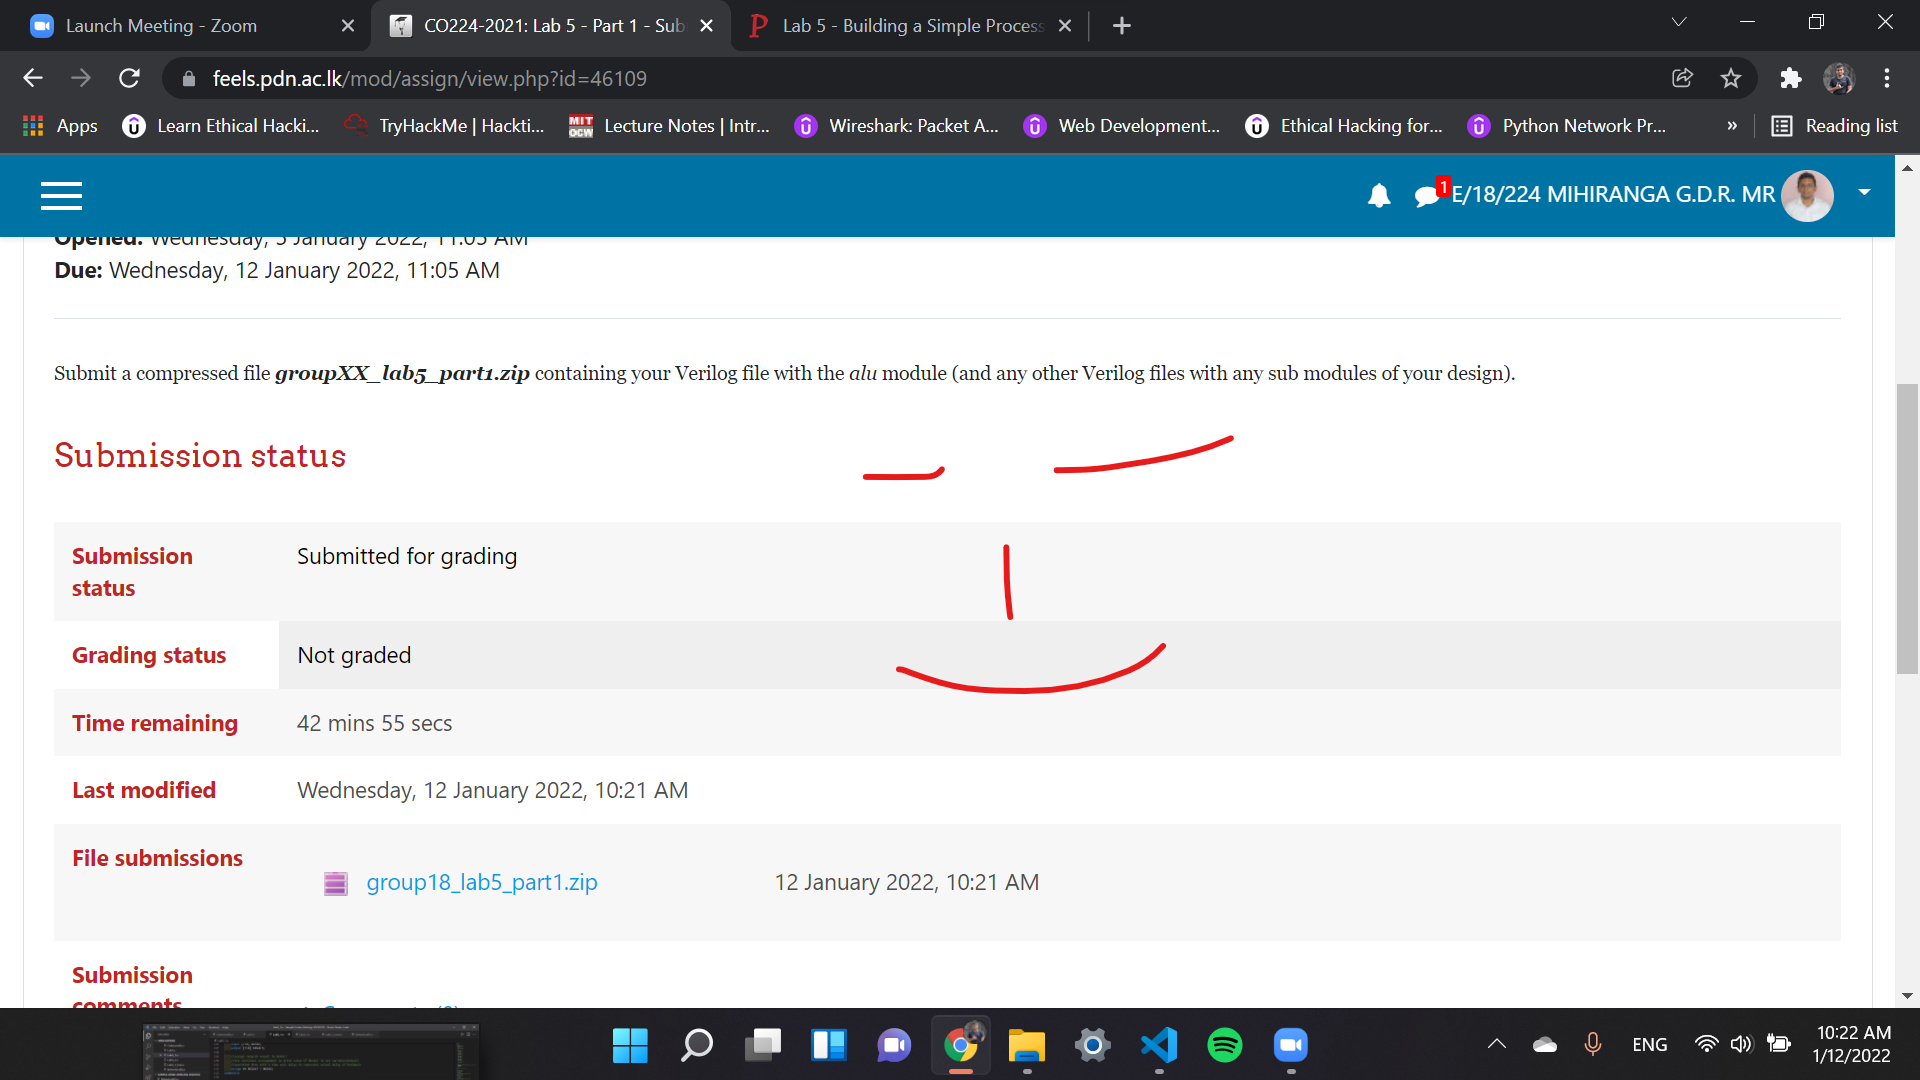 Launch Meeting - Zoom
CO224-2021: Lab 5 - Part 1 - Sub
Lab 5 - Building a Simple Process
feels.pdn.ac.lk/mod/assign/view.php?id=46109
Apps
Learn Ethical Hacki...
TryHackMe | Hackti...
MIT OCW
Lecture Notes | Intr...
Wireshark: Packet A...
Web Development...
Ethical Hacking for...
Python Network Pr...
»
Reading list
1
E/18/224 MIHIRANGA G.D.R. MR
Opened: Wednesday, 5 January 2022, 11:05 AM
Due: Wednesday, 12 January 2022, 11:05 AM
Submit a compressed file groupXX_lab5_part1.zip containing your Verilog file with the alu module (and any other Verilog files with any sub modules of your design).
Submission status
Submission status
Submitted for grading
Grading status
Not graded
Time remaining
42 mins 55 secs
Last modified
Wednesday, 12 January 2022, 10:21 AM
File submissions
group18_lab5_part1.zip
12 January 2022, 10:21 AM
Submission
comments
ENG
10:22 AM
1/12/2022